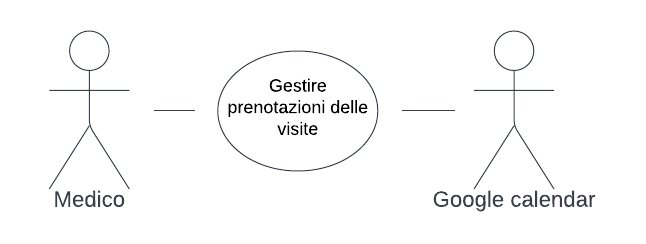 Gestire
prenotazioni delle
visite
Medico
Google calendar